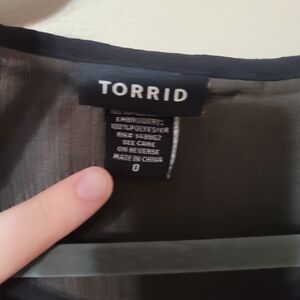 TORRID
EMBROIDERY:
100%POLYESTER
SEE CARE
ON REVERSE
MADE IN CHINA
0